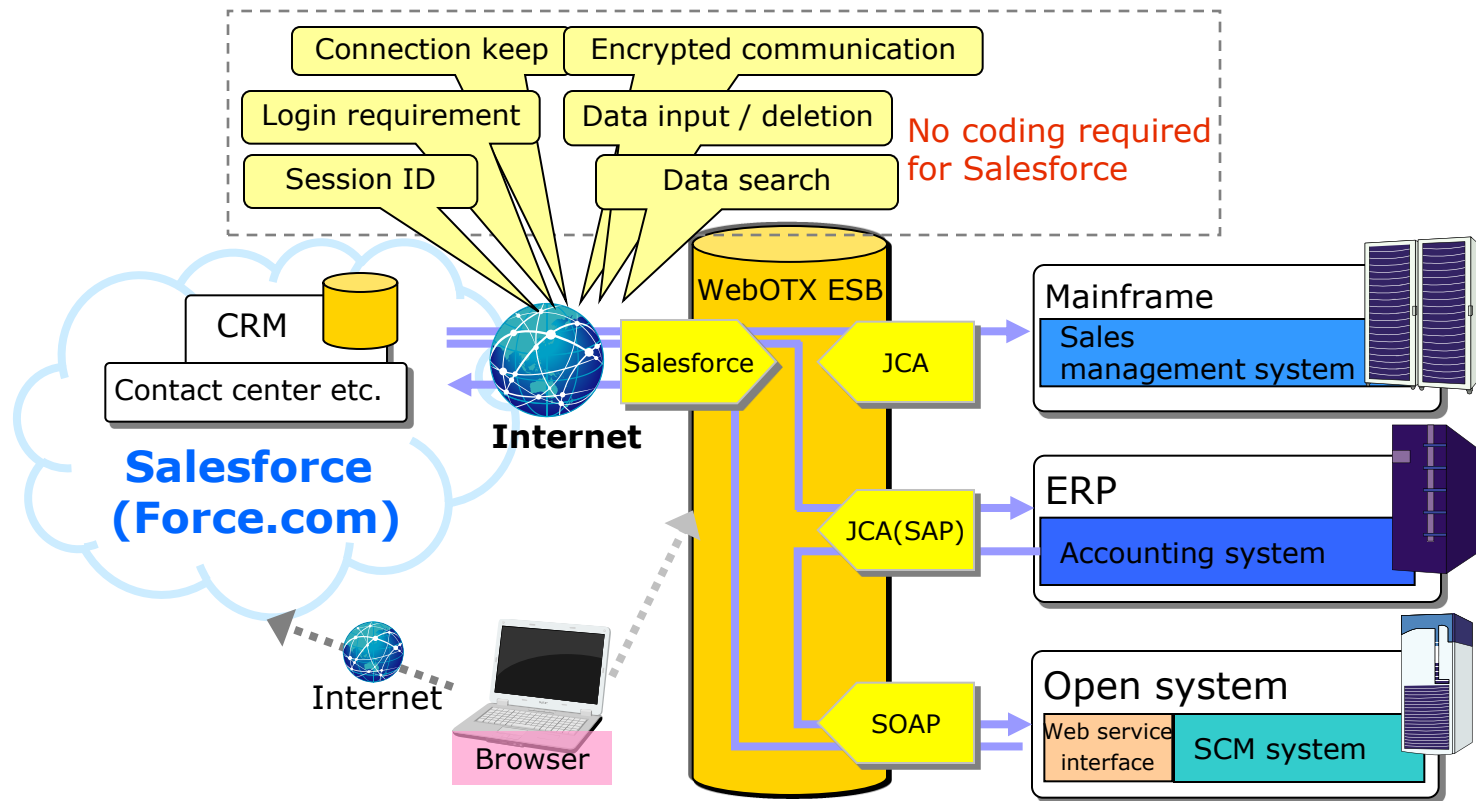 Connection keep
Encrypted communication
Login requirement
Data input / deletion
No coding required
for Salesforce
Session ID
Data search
WebOTX ESB
CRM
Contact center etc.
Salesforce
(Force.com)
Internet
Salesforce
JCA
Mainframe
Sales
management system
JCA(SAP)
ERP
Accounting system
Internet
Browser
SOAP
Open system
Web service
interface
SCM system